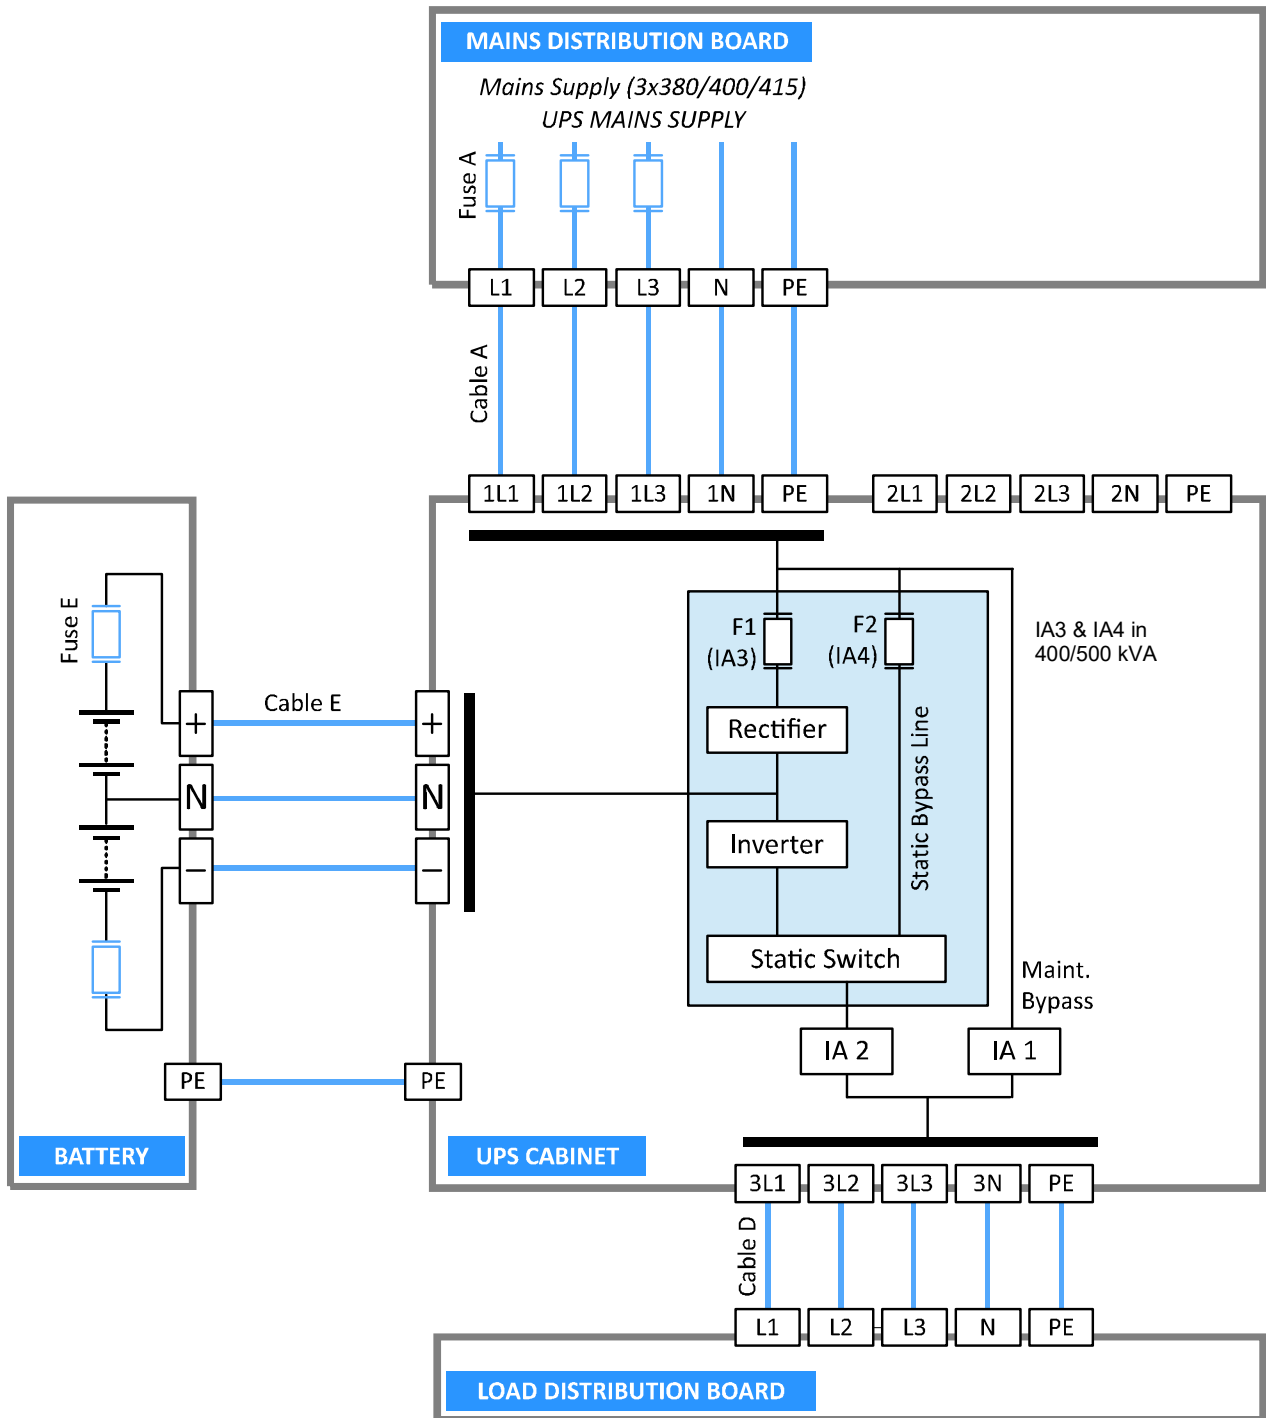 MAINS DISTRIBUTION BOARD
Mains Supply (3x380/400/415)
UPS MAINS SUPPLY
Fuse A
L1 L2 L3 N PE
Cable A
1L1 1L2 1L3 1N PE 2L1 2L2 2L3 2N PE
Fuse E
F1
(IA3)
F2
(IA4)
IA3 & IA4 in
400/500 kVA
Cable E
+ +
Rectifier
Static Bypass Line
N N
Inverter
− −
Static Switch
Maint.
Bypass
IA 2 IA 1
PE PE
BATTERY
UPS CABINET
3L1 3L2 3L3 3N PE
Cable D
L1 L2 L3 N PE
LOAD DISTRIBUTION BOARD